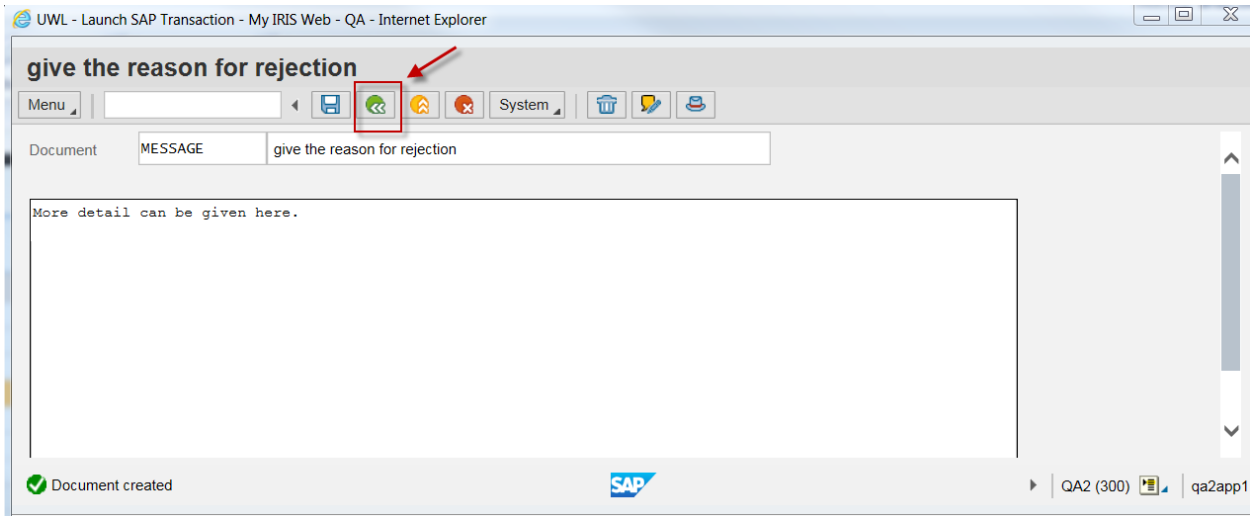 UWL - Launch SAP Transaction - My IRIS Web - QA - Internet Explorer
give the reason for rejection
Menu System
Document MESSAGE give the reason for rejection
More detail can be given here.
Document created SAP QA2 (300) qa2app1